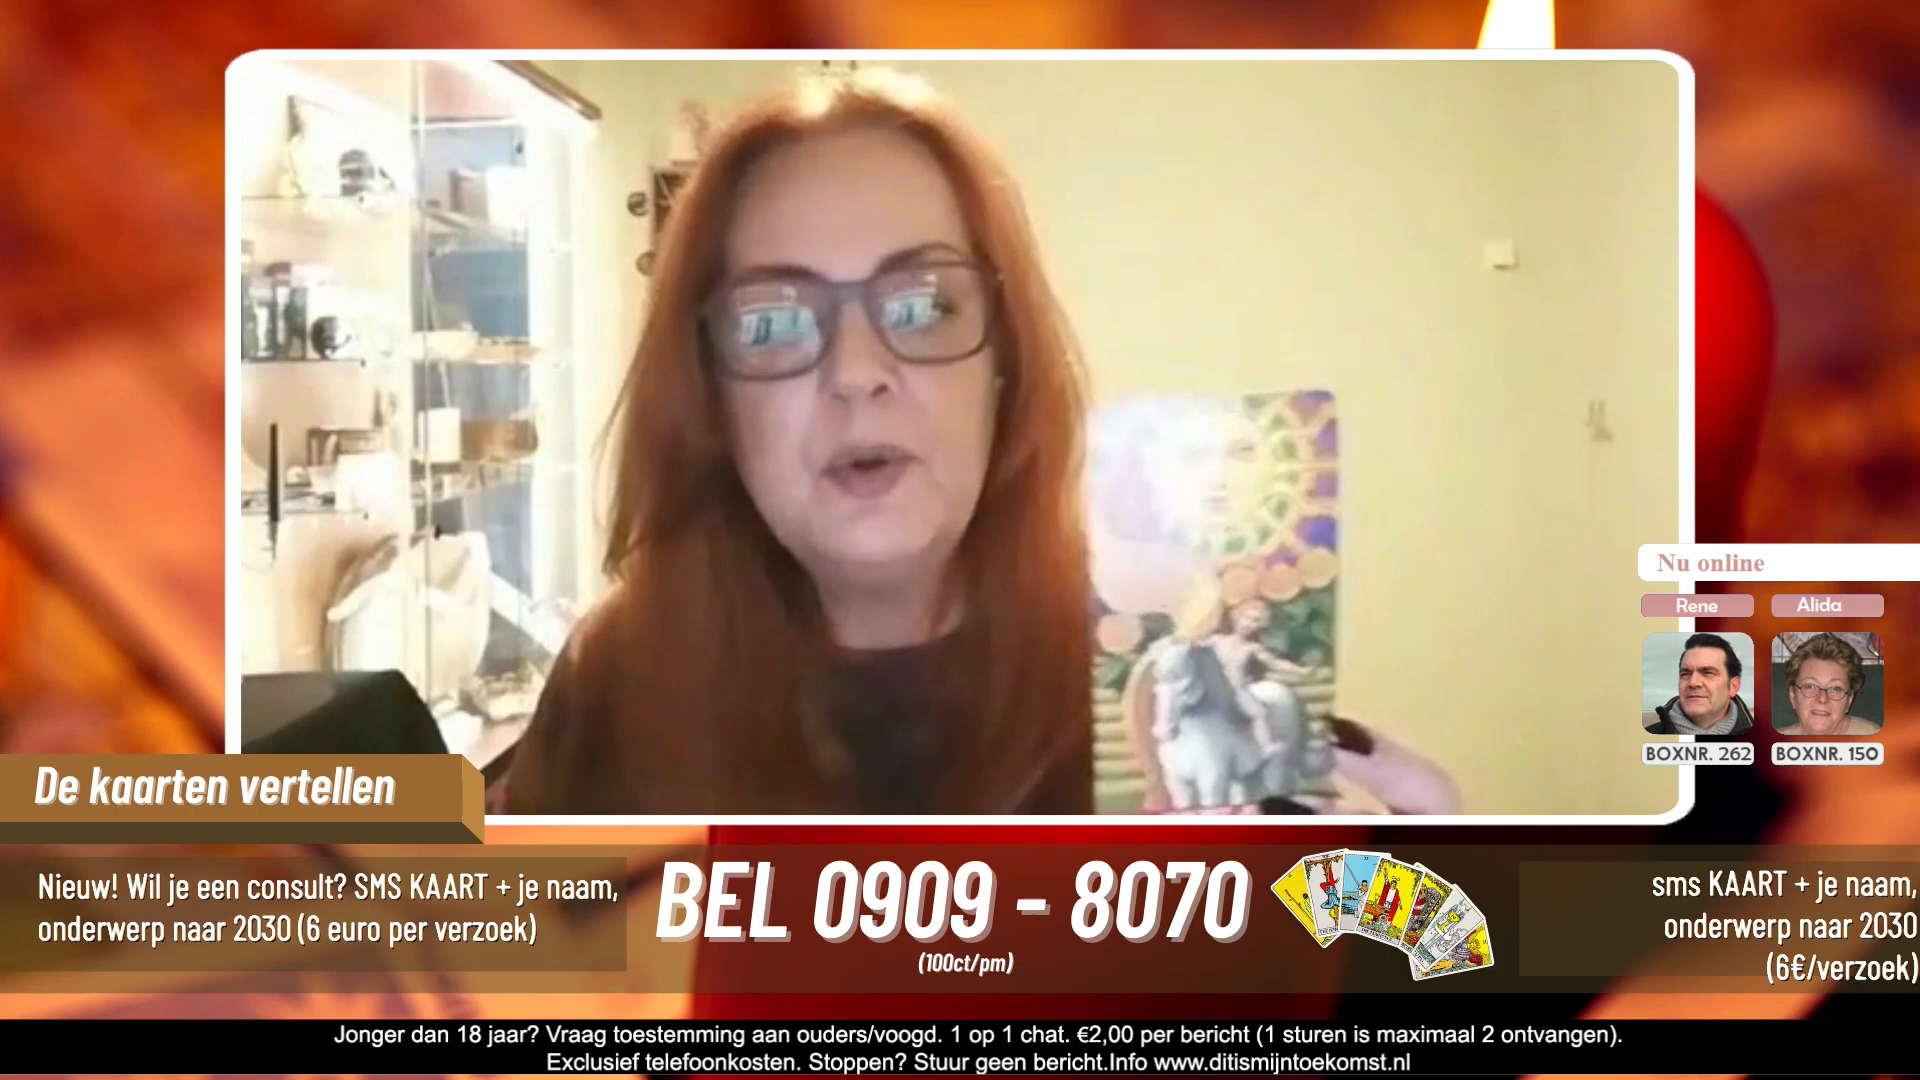 Nu online
Rene
Alida
BOXNR. 262
BOXNR. 150
De kaarten vertellen
Nieuw! Wil je een consult? SMS KAART + je naam,
onderwerp naar 2030 (6 euro per verzoek)
BEL 0909 - 8070
(100ct/pm)
sms KAART + je naam,
onderwerp naar 2030
(6€/verzoek)
Jonger dan 18 jaar? Vraag toestemming aan ouders/voogd. 1 op 1 chat. €2,00 per bericht (1 sturen is maximaal 2 ontvangen).
Exclusief telefoonkosten. Stoppen? Stuur geen bericht.Info www.ditismijntoekomst.nl